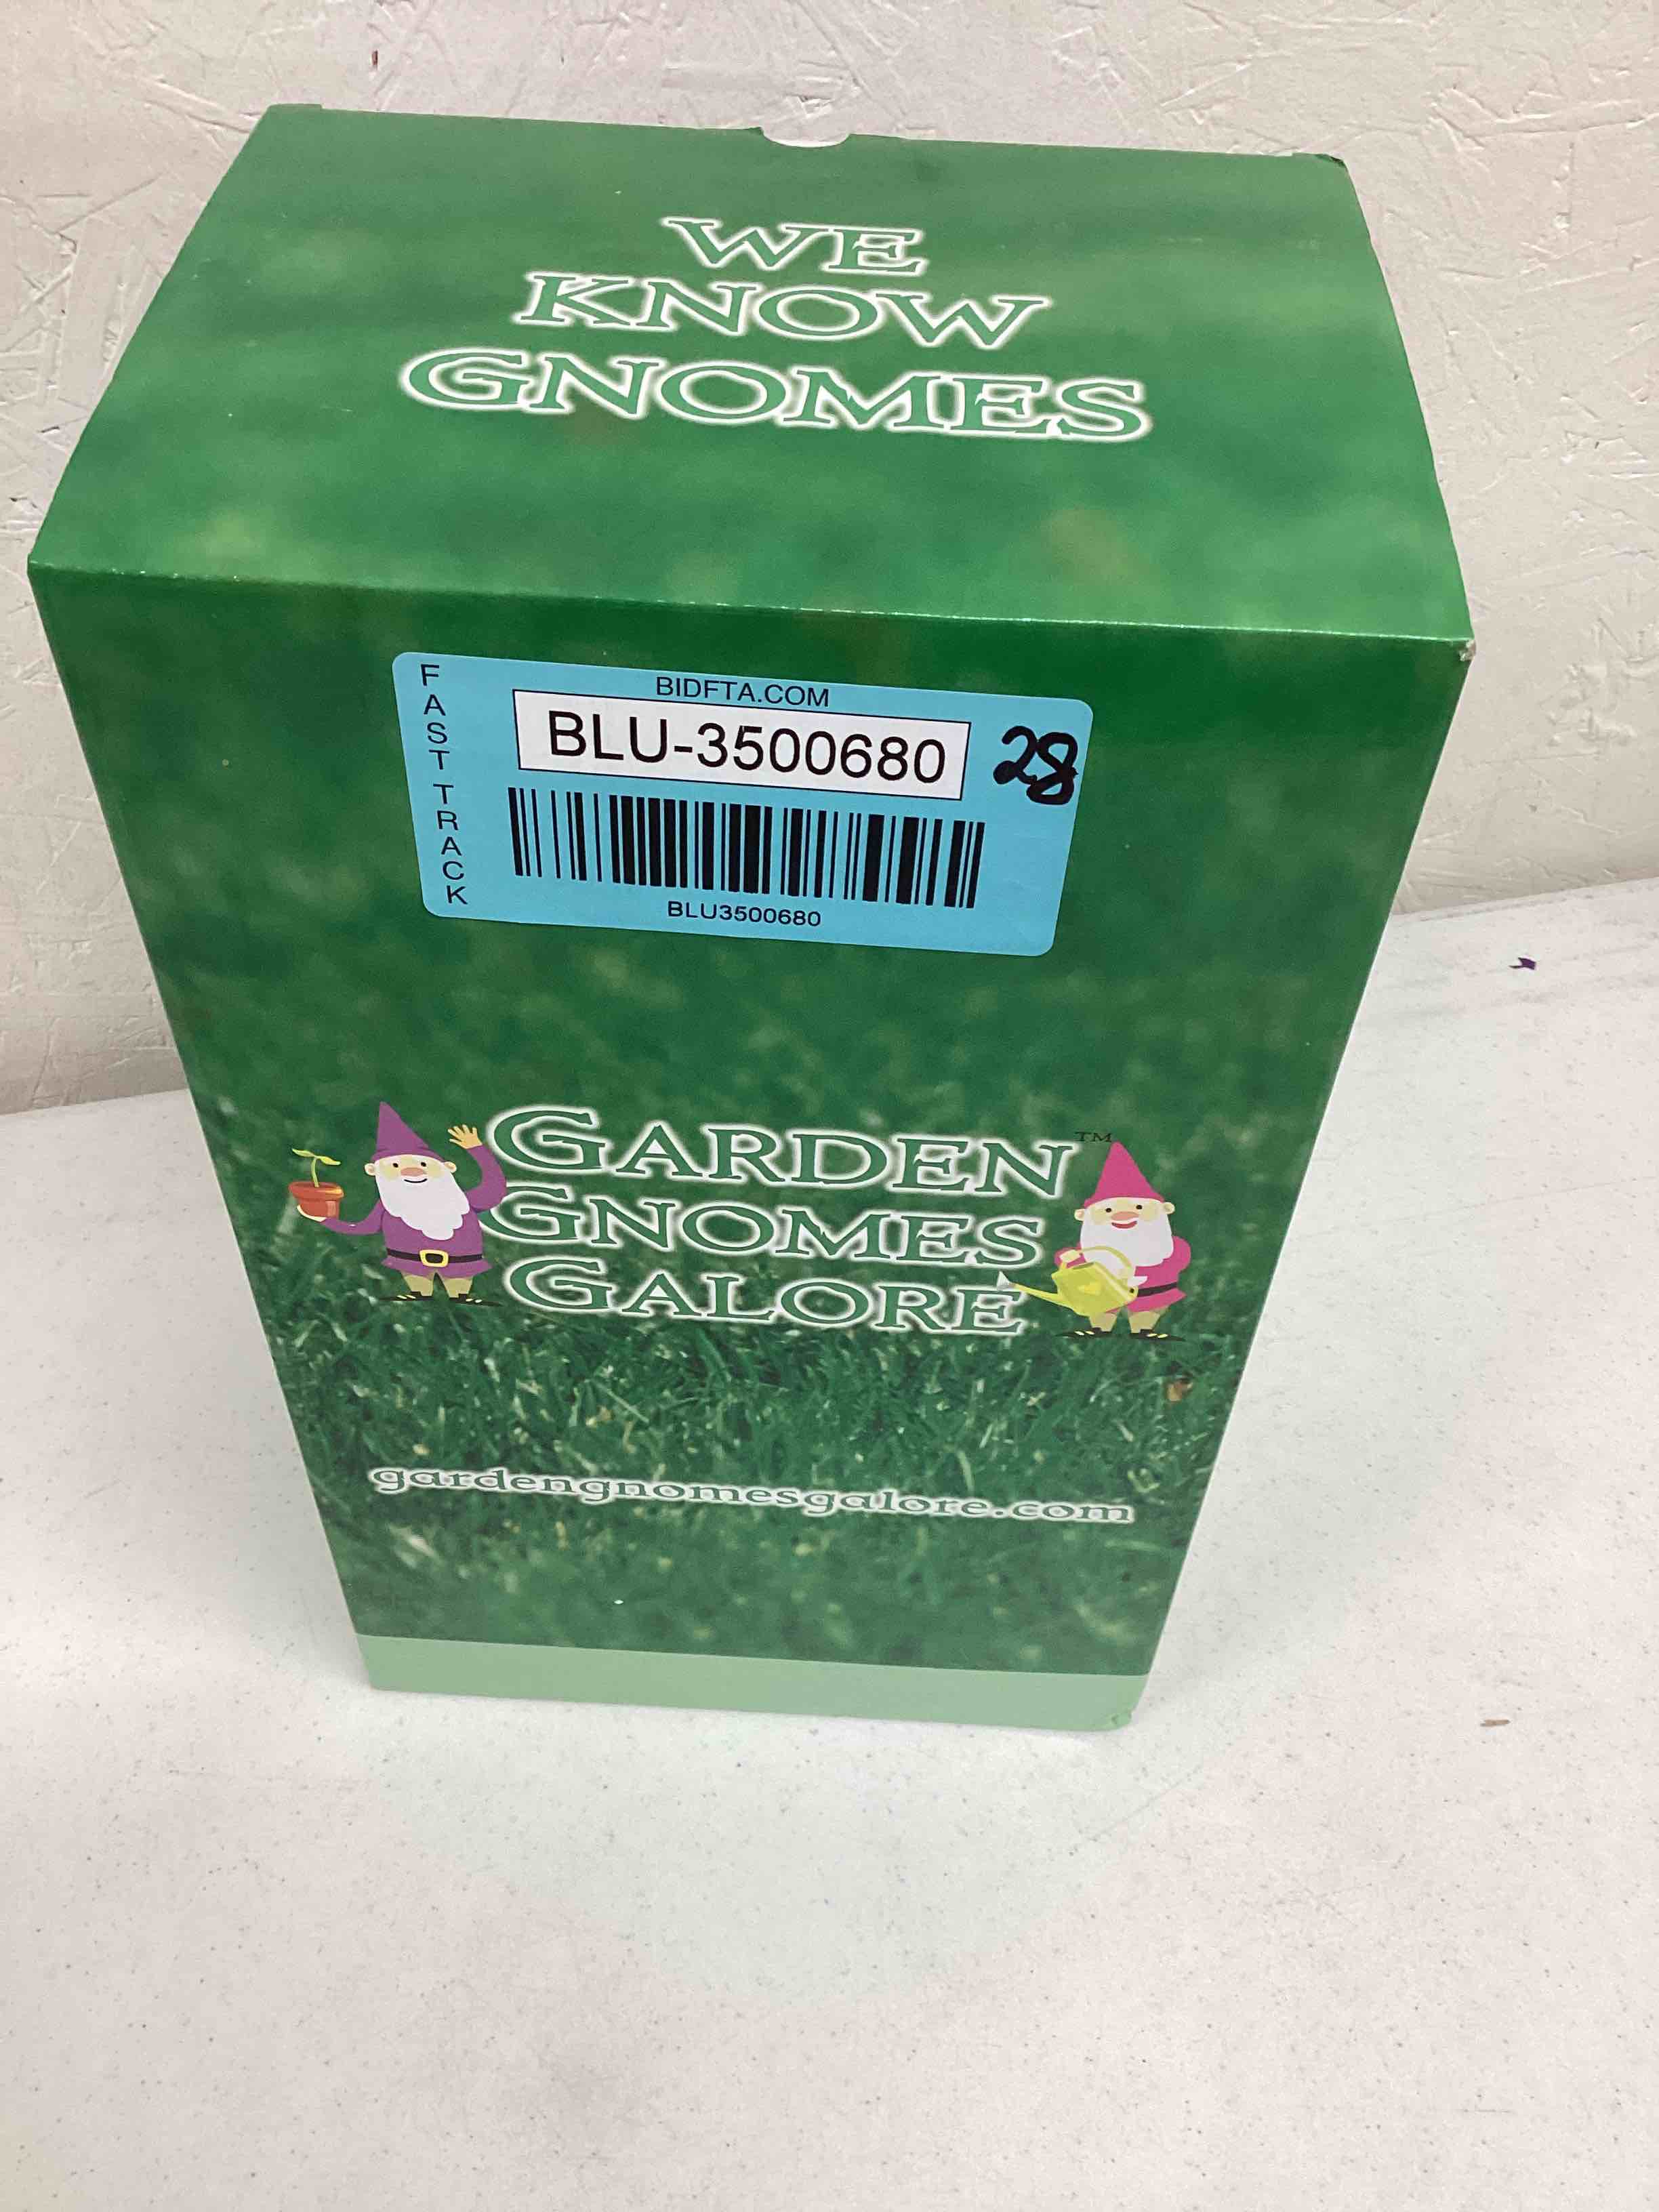 WE
KNOW
GNOMES
FAST TRACK
BIDFTA.COM
BLU-3500680
28
BLU3500680
GARDEN™
GNOMES
GALORE
gardengnomesgalore.com